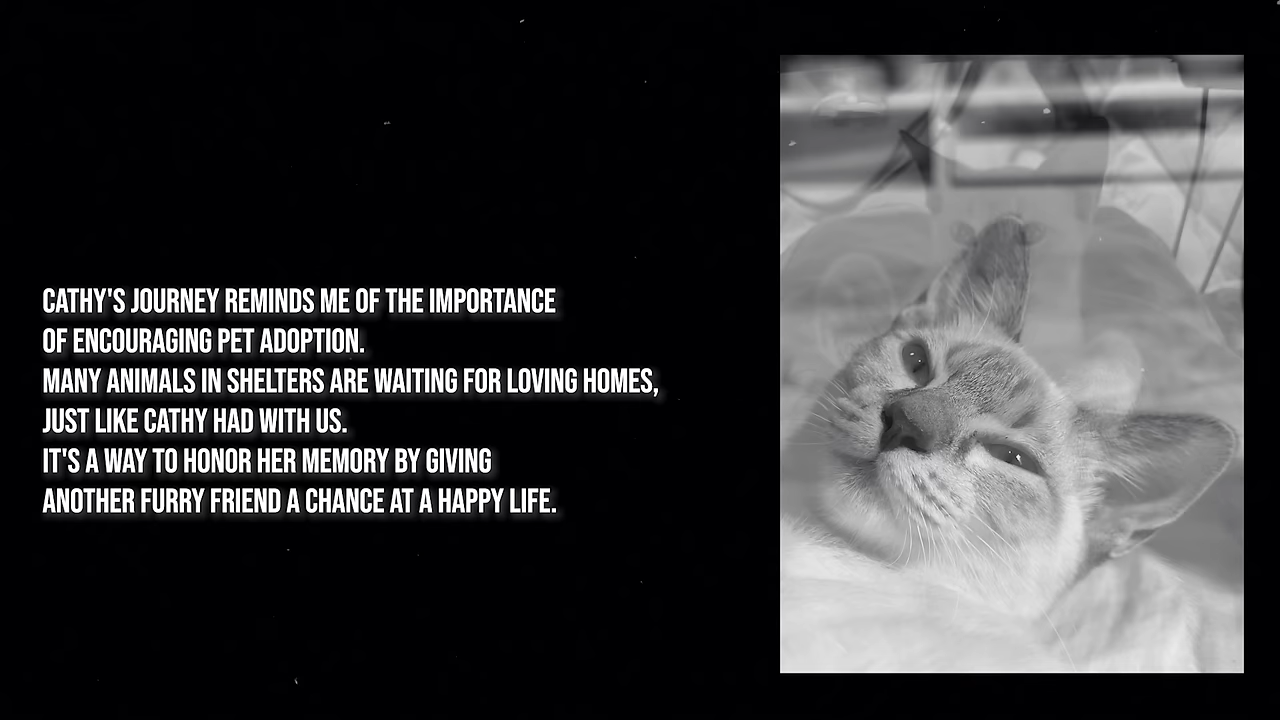 CATHY'S JOURNEY REMINDS ME OF THE IMPORTANCE
OF ENCOURAGING PET ADOPTION.
MANY ANIMALS IN SHELTERS ARE WAITING FOR LOVING HOMES,
JUST LIKE CATHY HAD WITH US.
IT'S A WAY TO HONOR HER MEMORY BY GIVING
ANOTHER FURRY FRIEND A CHANCE AT A HAPPY LIFE.